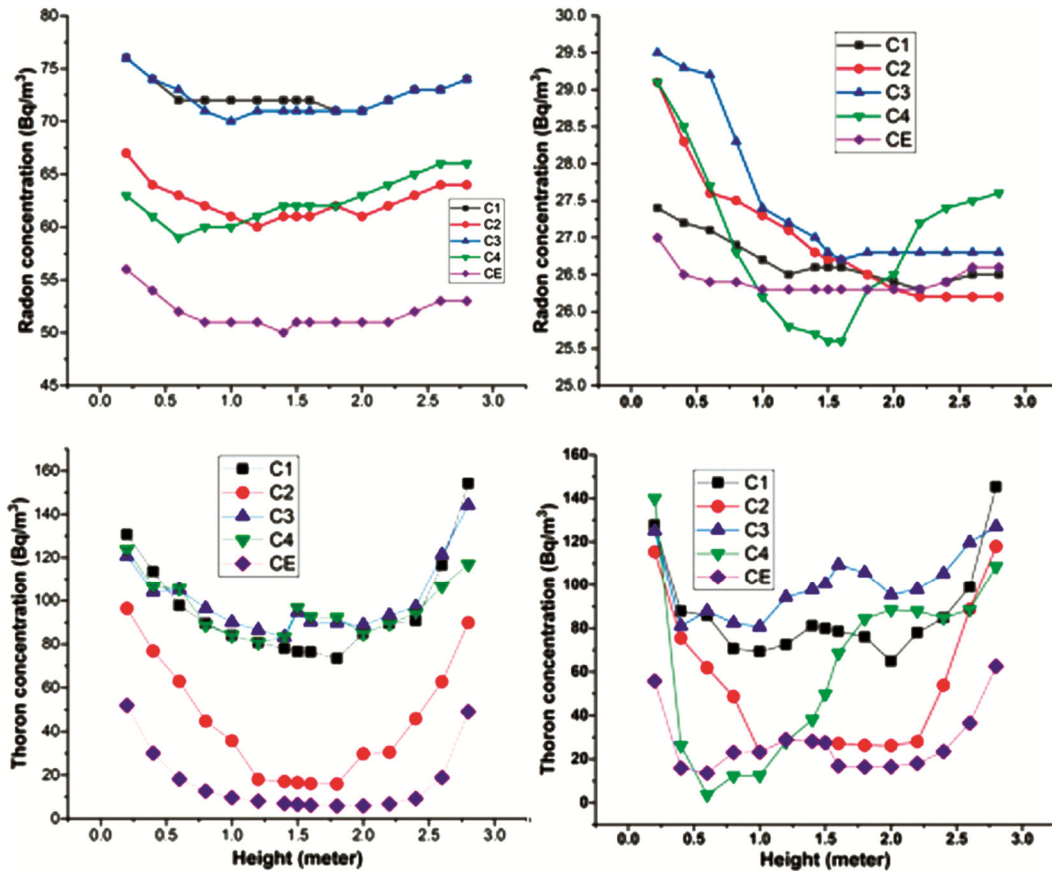 Radon concentration (Bq/m³)
80
75
70
65
60
55
50
45
C1
C2
C3
C4
CE
0.0 0.5 1.0 1.5 2.0 2.5 3.0
Radon concentration (Bq/m³)
30.0
29.5
29.0
28.5
28.0
27.5
27.0
26.5
26.0
25.5
25.0
C1
C2
C3
C4
CE
0.0 0.5 1.0 1.5 2.0 2.5 3.0
Thoron concentration (Bq/m³)
160
140
120
100
80
60
40
20
0
C1
C2
C3
C4
CE
0.0 0.5 1.0 1.5 2.0 2.5 3.0
Height (meter)
Thoron concentration (Bq/m³)
160
140
120
100
80
60
40
20
0
C1
C2
C3
C4
CE
0.0 0.5 1.0 1.5 2.0 2.5 3.0
Height (meter)